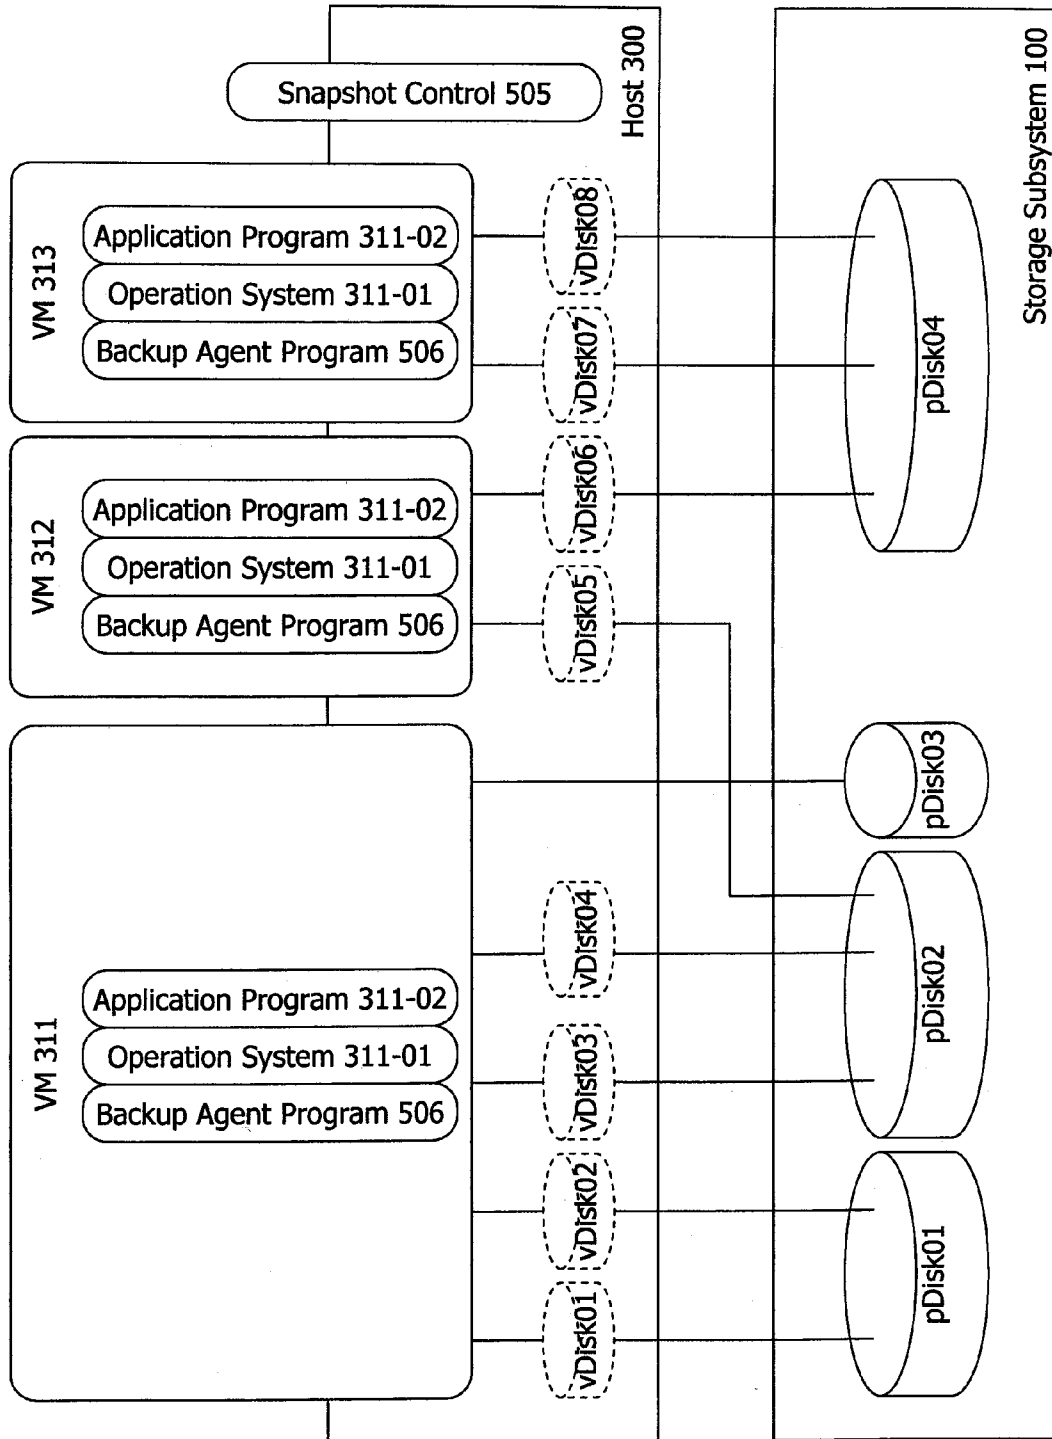 VM 311
Application Program 311-02
Operation System 311-01
Backup Agent Program 506
VM 312
Application Program 311-02
Operation System 311-01
Backup Agent Program 506
VM 313
Application Program 311-02
Operation System 311-01
Backup Agent Program 506
Snapshot Control 505
vDisk01
vDisk02
vDisk03
vDisk04
vDisk05
vDisk06
vDisk07
vDisk08
Host 300
pDisk01
pDisk02
pDisk03
pDisk04
Storage Subsystem 100